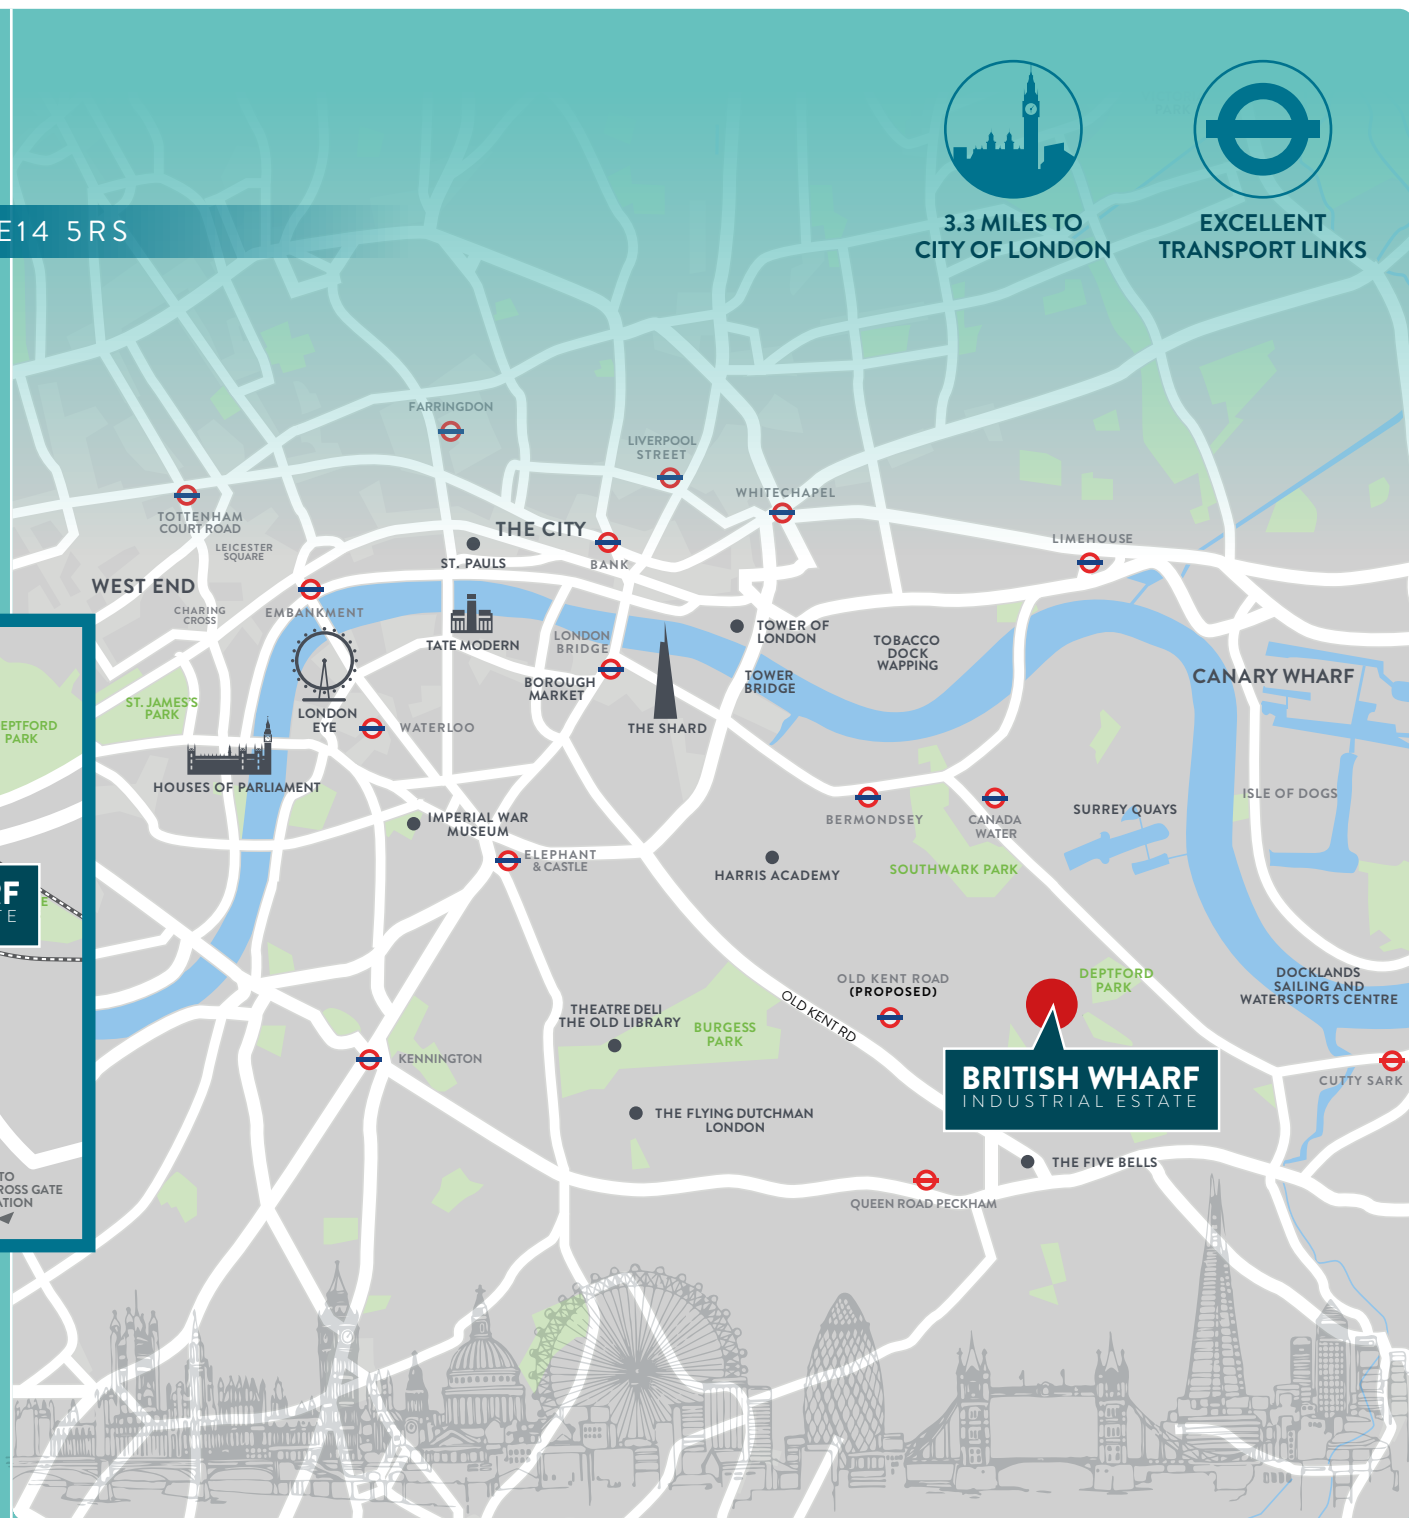 E14 5RS
3.3 MILES TO
CITY OF LONDON
EXCELLENT
TRANSPORT LINKS
FARRINGDON
LIVERPOOL
STREET
WHITECHAPEL
TOTTENHAM
COURT ROAD
LEICESTER
SQUARE
THE CITY
ST. PAULS
BANK
LIMEHOUSE
WEST END
CHARING
CROSS
EMBANKMENT
TATE MODERN
LONDON
BRIDGE
TOWER OF
LONDON
TOBACCO
DOCK
WAPPING
BOROUGH
MARKET
TOWER
BRIDGE
CANARY WHARF
ST. JAMES'S
PARK
LONDON
EYE
WATERLOO
THE SHARD
EPTFORD
PARK
HOUSES OF PARLIAMENT
ISLE OF DOGS
IMPERIAL WAR
MUSEUM
BERMONDSEY
CANADA
WATER
SURREY QUAYS
ELEPHANT
& CASTLE
HARRIS ACADEMY
SOUTHWARK PARK
RF
TE
E
OLD KENT ROAD
(PROPOSED)
DEPTFORD
PARK
DOCKLANDS
SAILING AND
WATERSPORTS CENTRE
OLD KENT RD
THEATRE DELI
THE OLD LIBRARY
BURGESS
PARK
KENNINGTON
BRITISH WHARF
INDUSTRIAL ESTATE
CUTTY SARK
THE FLYING DUTCHMAN
LONDON
THE FIVE BELLS
TO
ROSS GATE
ATION
QUEEN ROAD PECKHAM